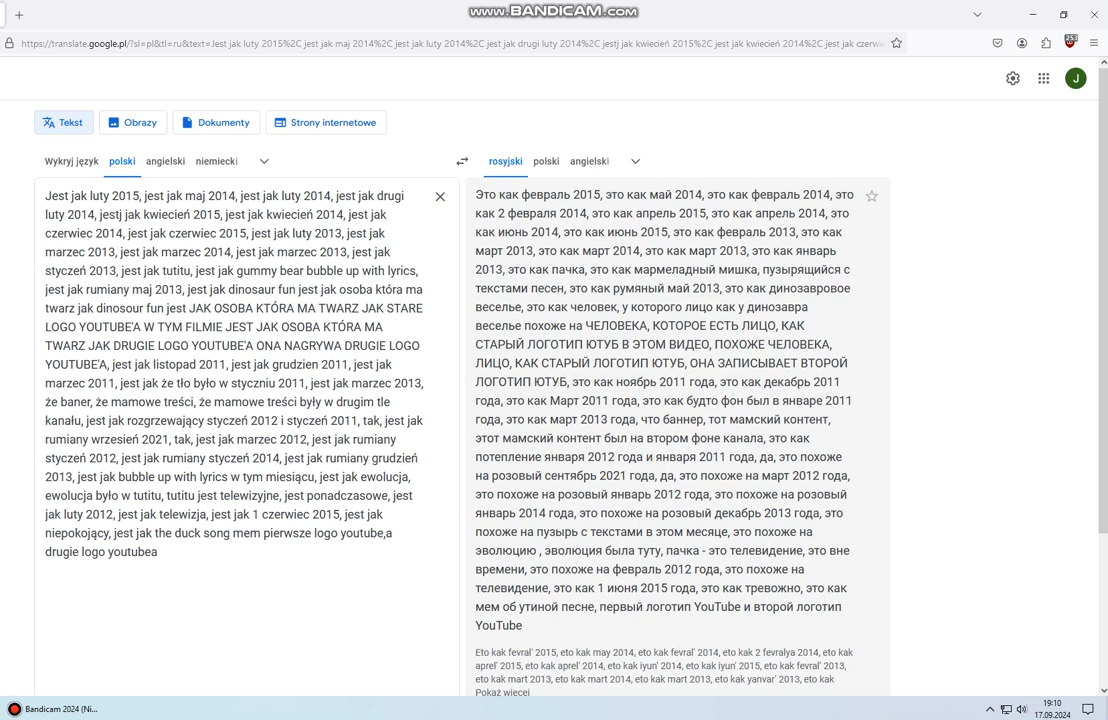 www.BANDICAM.com
https://translate.google.pl/?sl=pl&tl=ru&text=Jest jak luty 2015%2C jest jak maj 2014%2C jest jak luty 2014%2C jest jak drugi luty 2014%2C jestj jak kwiecień 2015%2C jest jak kwiecień 2014%2C jest jak czerwie
253
J
Tekst
Obrazy
Dokumenty
Strony internetowe
Wykryj język
polski
angielski
niemiecki
rosyjski
polski
angielski
Jest jak luty 2015, jest jak maj 2014, jest jak luty 2014, jest jak drugi
luty 2014, jestj jak kwiecień 2015, jest jak kwiecień 2014, jest jak
czerwiec 2014, jest jak czerwiec 2015, jest jak luty 2013, jest jak
marzec 2013, jest jak marzec 2014, jest jak marzec 2013, jest jak
styczeń 2013, jest jak tutitu, jest jak gummy bear bubble up with lyrics,
jest jak rumiany maj 2013, jest jak dinosaur fun jest jak osoba która ma
twarz jak dinosour fun jest JAK OSOBA KTÓRA MA TWARZ JAK STARE
LOGO YOUTUBE'A W TYM FILMIE JEST JAK OSOBA KTÓRA MA
TWARZ JAK DRUGIE LOGO YOUTUBE'A ONA NAGRYWA DRUGIE LOGO
YOUTUBE'A, jest jak listopad 2011, jest jak grudzien 2011, jest jak
marzec 2011, jest jak że tło było w styczniu 2011, jest jak marzec 2013,
że baner, że mamowe treści, że mamowe treści były w drugim tle
kanału, jest jak rozgrzewający styczeń 2012 i styczeń 2011, tak, jest jak
rumiany wrzesień 2021, tak, jest jak marzec 2012, jest jak rumiany
styczeń 2012, jest jak rumiany styczeń 2014, jest jak rumiany grudzień
2013, jest jak bubble up with lyrics w tym miesiącu, jest jak ewolucja,
ewolucja było w tutitu, tutitu jest telewizyjne, jest ponadczasowe, jest
jak luty 2012, jest jak telewizja, jest jak 1 czerwiec 2015, jest jak
niepokojący, jest jak the duck song mem pierwsze logo youtube,a
drugie logo youtubea
Это как февраль 2015, это как май 2014, это как февраль 2014, это
как 2 февраля 2014, это как апрель 2015, это как апрель 2014, это
как июнь 2014, это как июнь 2015, это как февраль 2013, это как
март 2013, это как март 2014, это как март 2013, это как январь
2013, это как пачка, это как мармеладный мишка, пузырящийся с
текстами песен, это как румяный май 2013, это как динозавровое
веселье, это как человек, у которого лицо как у динозавра
веселье похоже на ЧЕЛОВЕКА, КОТОРОЕ ЕСТЬ ЛИЦО, КАК
СТАРЫЙ ЛОГОТИП ЮТУБ В ЭТОМ ВИДЕО, ПОХОЖЕ ЧЕЛОВЕКА,
ЛИЦО, КАК СТАРЫЙ ЛОГОТИП ЮТУБ, ОНА ЗАПИСЫВАЕТ ВТОРОЙ
ЛОГОТИП ЮТУБ, это как ноябрь 2011 года, это как декабрь 2011
года, это как Март 2011 года, это как будто фон был в январе 2011
года, это как март 2013 года, что баннер, тот мамский контент,
этот мамский контент был на втором фоне канала, это как
потепление января 2012 года и января 2011 года, да, это похоже
на розовый сентябрь 2021 года, да, это похоже на март 2012 года,
это похоже на розовый январь 2012 года, это похоже на розовый
январь 2014 года, это похоже на розовый декабрь 2013 года, это
похоже на пузырь с текстами в этом месяце, это похоже на
эволюцию , эволюция была туту, пачка - это телевидение, это вне
времени, это похоже на февраль 2012 года, это похоже на
телевидение, это как 1 июня 2015 года, это как тревожно, это как
мем об утиной песне, первый логотип YouTube и второй логотип
YouTube
Eto kak fevral' 2015, eto kak may 2014, eto kak fevral' 2014, eto kak 2 fevralya 2014, eto kak
aprel' 2015, eto kak aprel' 2014, eto kak iyun' 2014, eto kak iyun' 2015, eto kak fevral' 2013,
eto kak mart 2013, eto kak mart 2014, eto kak mart 2013, eto kak yanvar' 2013, eto kak
Pokaż więcej
Bandicam 2024 (Ni...
19:10
17.09.2024